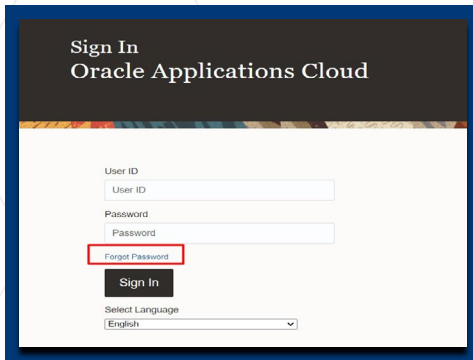 Sign In
Oracle Applications Cloud
User ID
User ID
Password
Password
Forgot Password
Sign In
Select Language
English